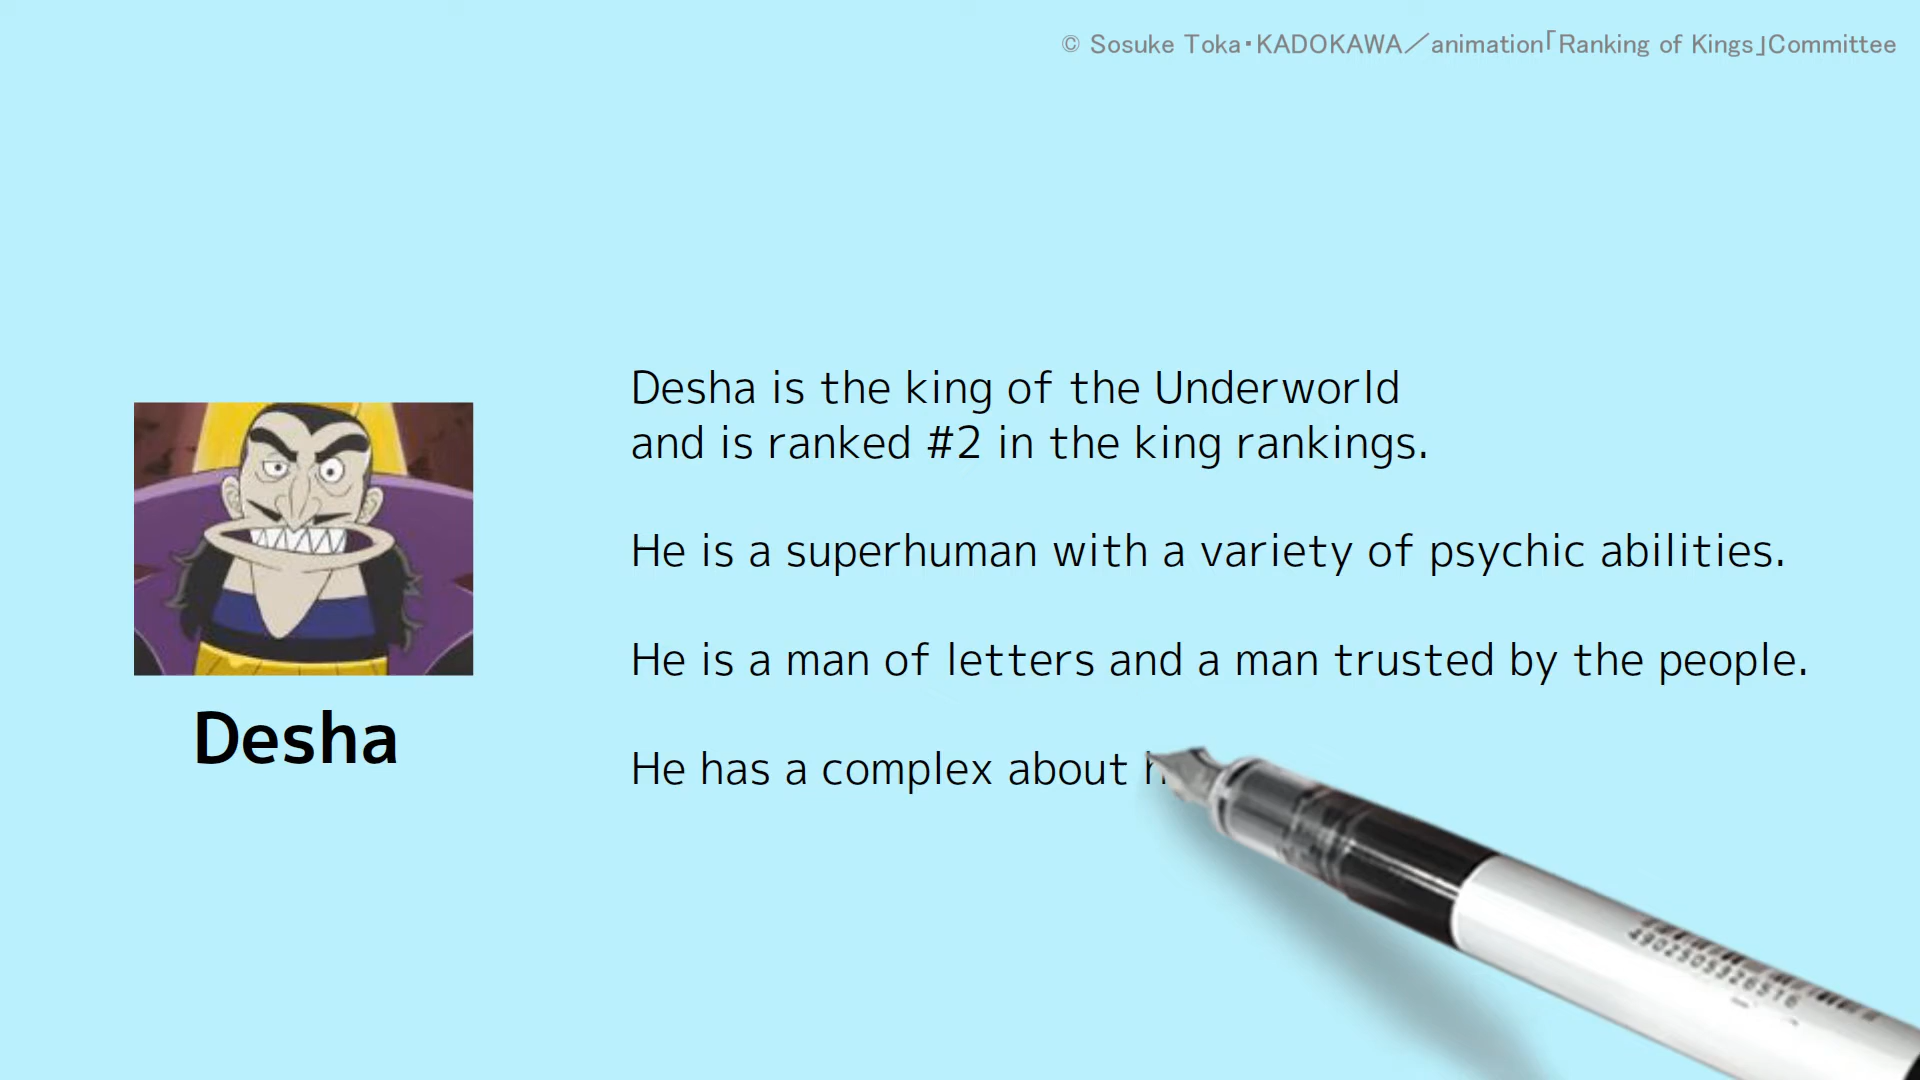 © Sosuke Toka・KADOKAWA／animation「Ranking of Kings」Committee
Desha is the king of the Underworld
and is ranked #2 in the king rankings.
He is a superhuman with a variety of psychic abilities.
He is a man of letters and a man trusted by the people.
He has a complex about
Desha
4902505326516